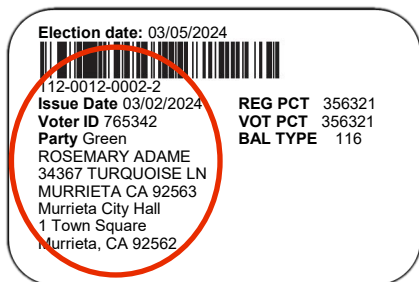 Election date: 03/05/2024
112-0012-0002-2
Issue Date 03/02/2024 REG PCT 356321
Voter ID 765342 VOT PCT 356321
Party Green BAL TYPE 116
ROSEMARY ADAME
34367 TURQUOISE LN
MURRIETA CA 92563
Murrieta City Hall
1 Town Square
Murrieta, CA 92562